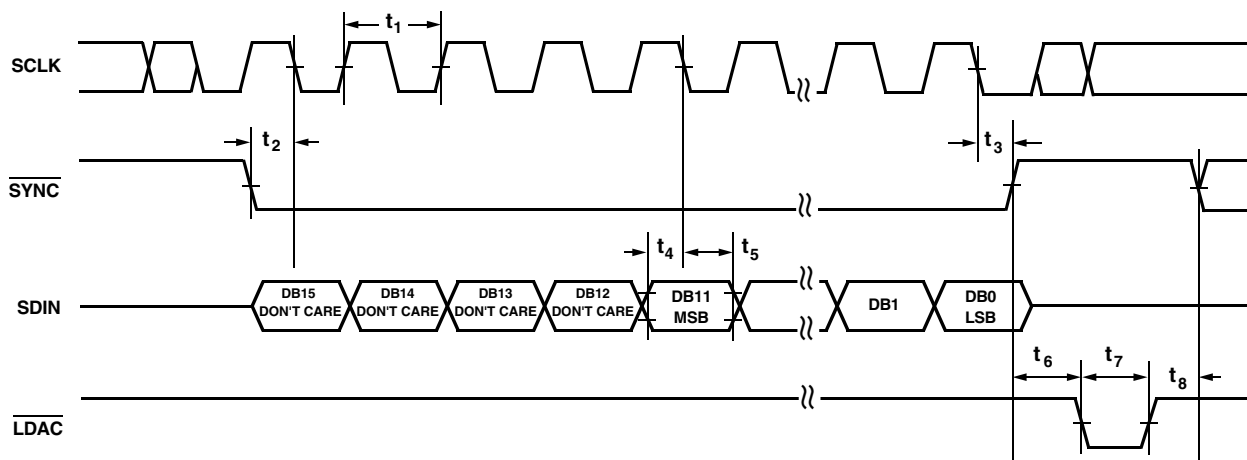 t1
SCLK
t2
t3
SYNC
t4
t5
DB15
DON'T CARE
DB14
DON'T CARE
DB13
DON'T CARE
DB12
DON'T CARE
DB11
MSB
DB1
DB0
LSB
SDIN
t6
t7
t8
LDAC